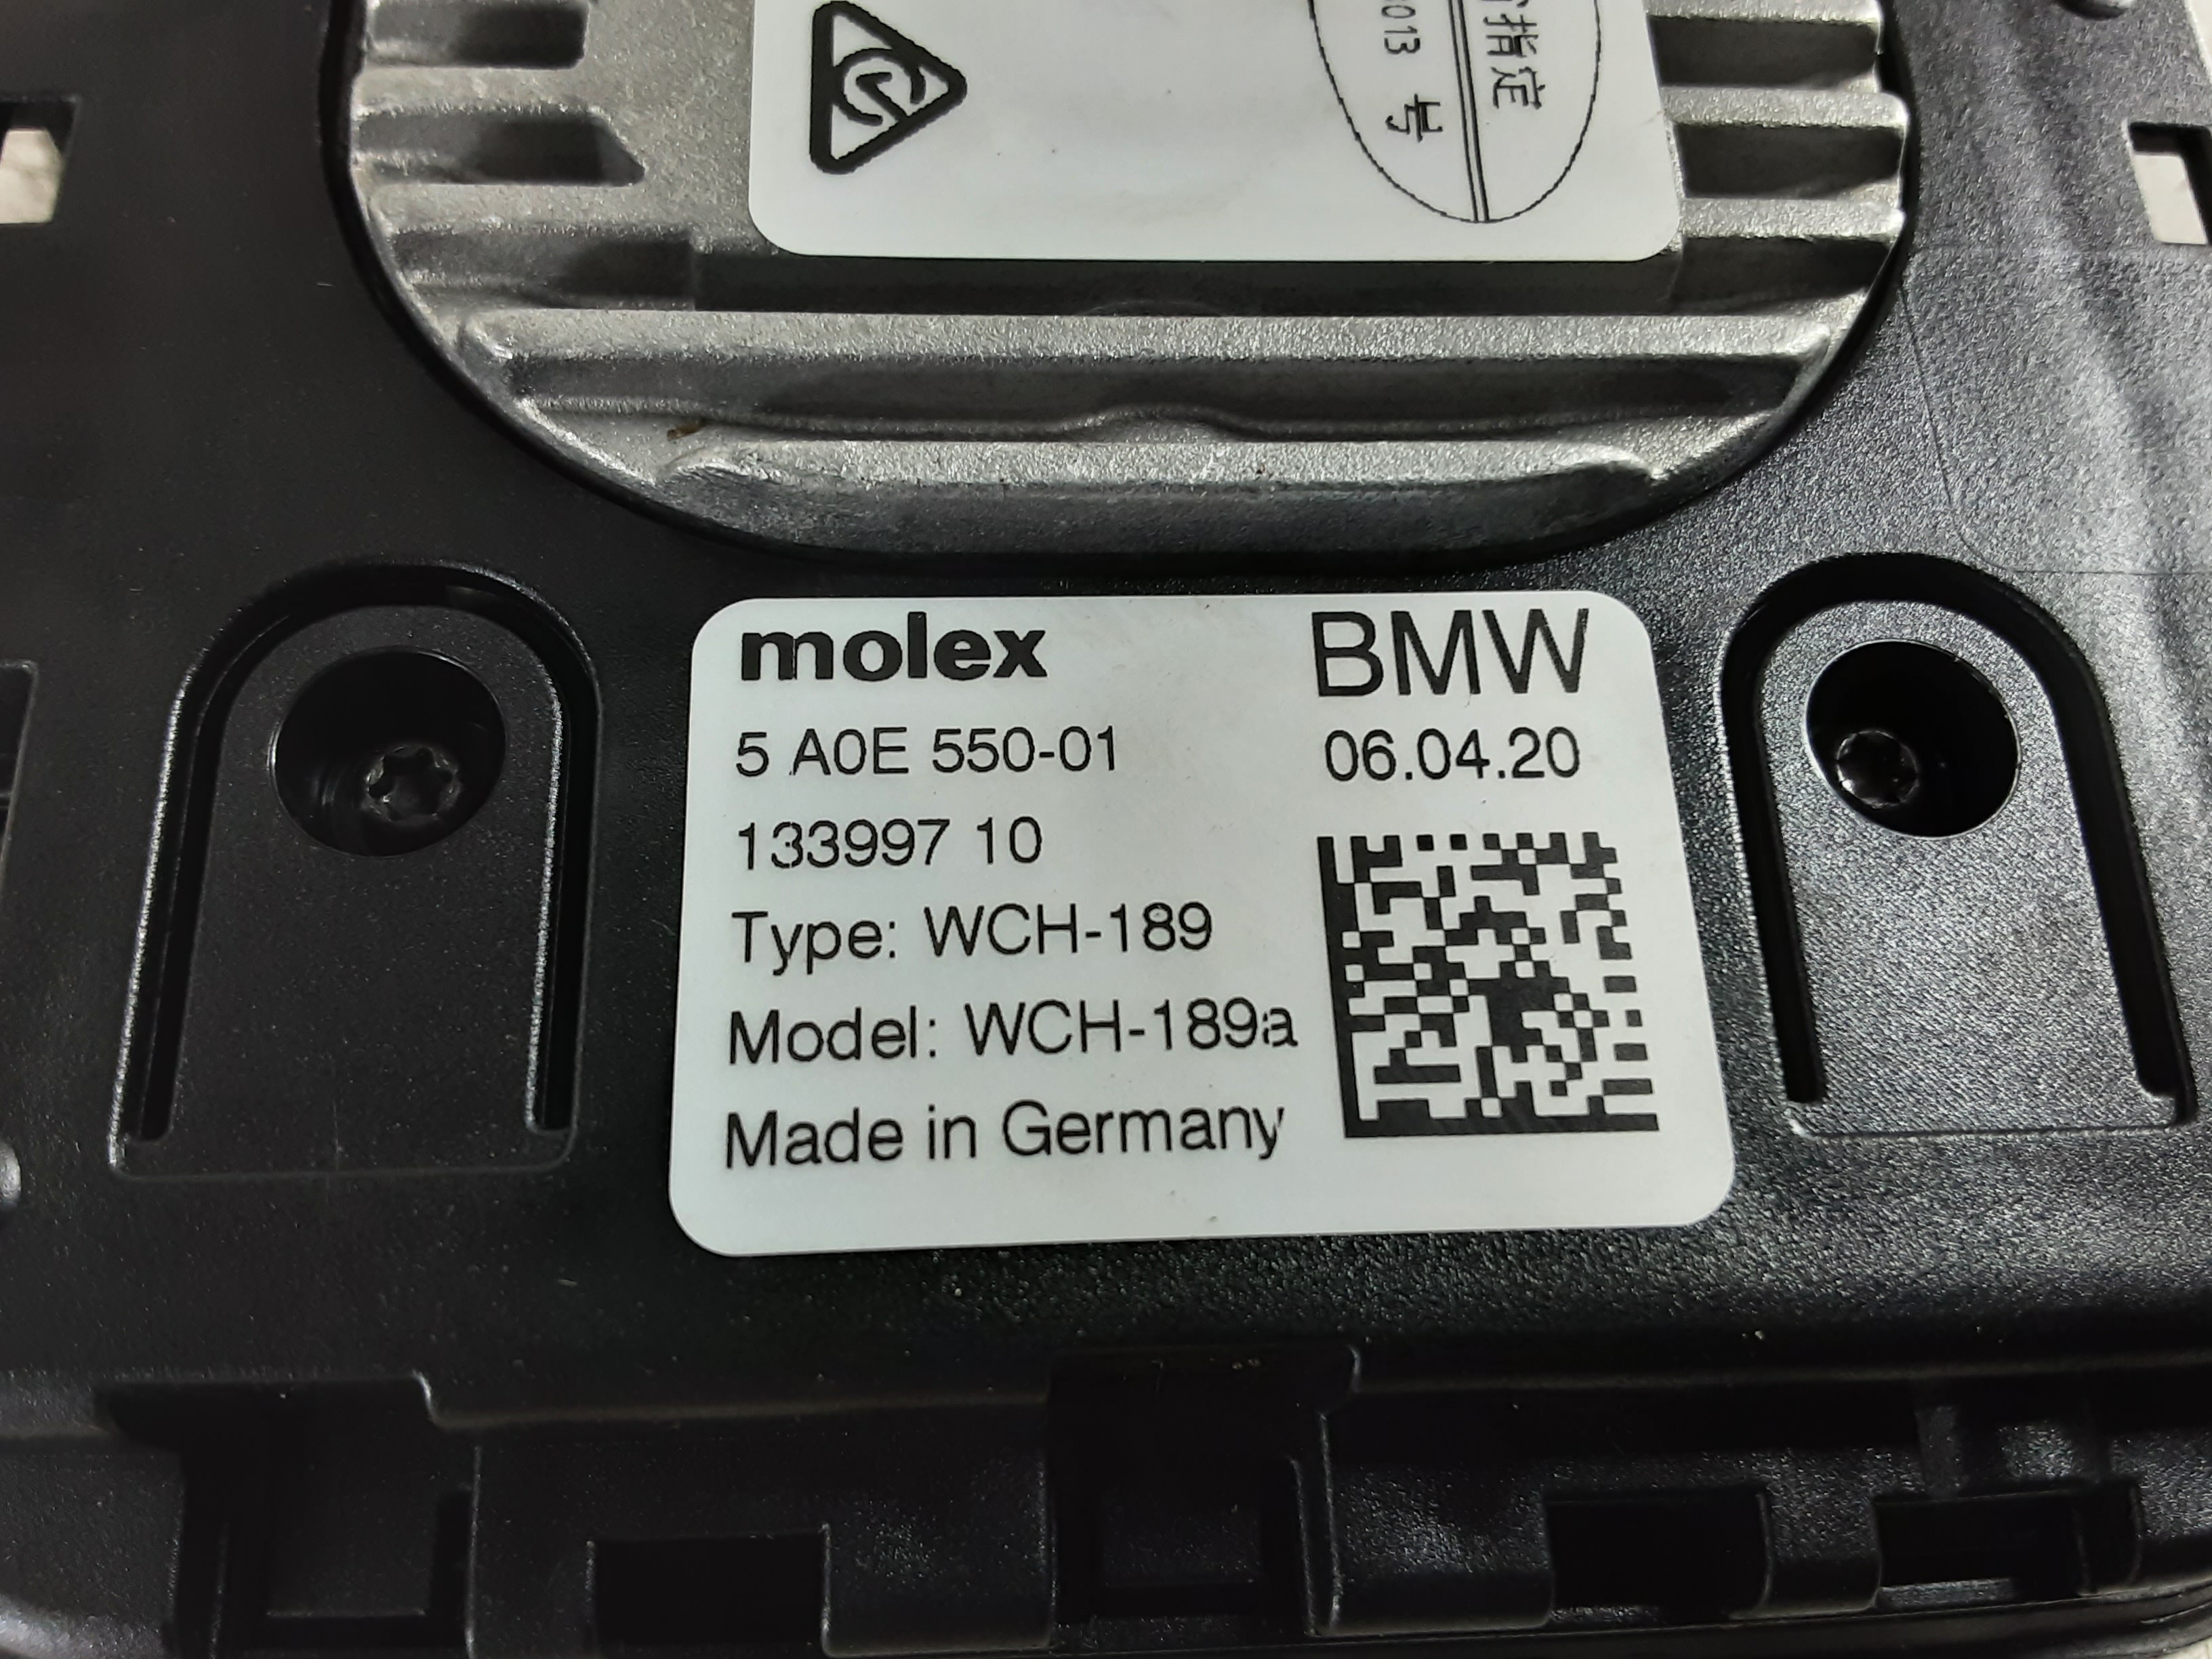 指定
013 号
molex
BMW
5 A0E 550-01
06.04.20
133997 10
Type: WCH-189
Model: WCH-189a
Made in Germany